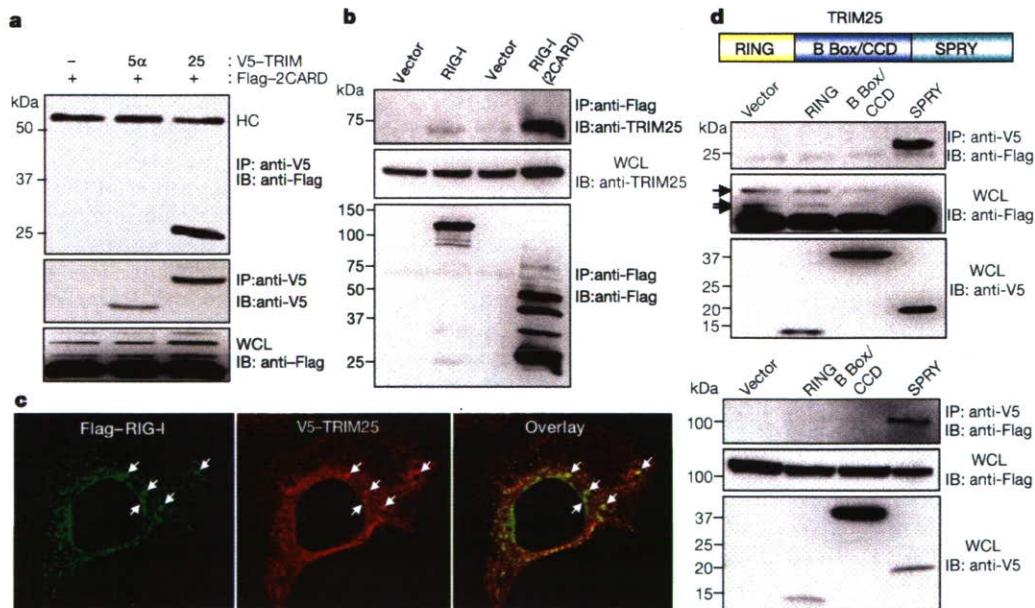 a
– 5α 25 : V5–TRIM
+ + + : Flag–2CARD
kDa
50
37
25
HC
IP: anti-V5
IB: anti-Flag
IP:anti-V5
IB:anti-V5
WCL
IB: anti–Flag
b
Vector RIG-I Vector RIG-I (2CARD)
kDa
75
IP:anti-Flag
IB:anti-TRIM25
WCL
IB: anti-TRIM25
150
100
75
50
37
25
IP:anti-Flag
IB:anti-Flag
c
Flag–RIG-I
V5–TRIM25
Overlay
d
TRIM25
RING B Box/CCD SPRY
Vector RING B Box/CCD SPRY
kDa
25
IP: anti-V5
IB: anti-Flag
WCL
IB: anti-Flag
37
25
20
15
WCL
IB: anti-V5
Vector RING B Box/CCD SPRY
kDa
100
IP: anti-V5
IB: anti-Flag
100
WCL
IB: anti-Flag
37
25
20
15
WCL
IB: anti-V5